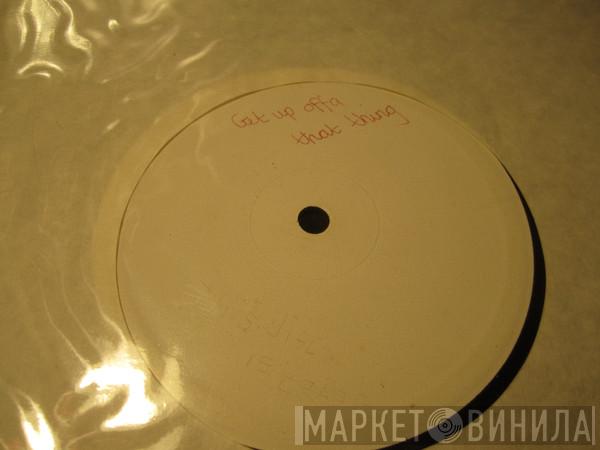 Get up offa
that thing
МАРКЕТ ВИНИЛА